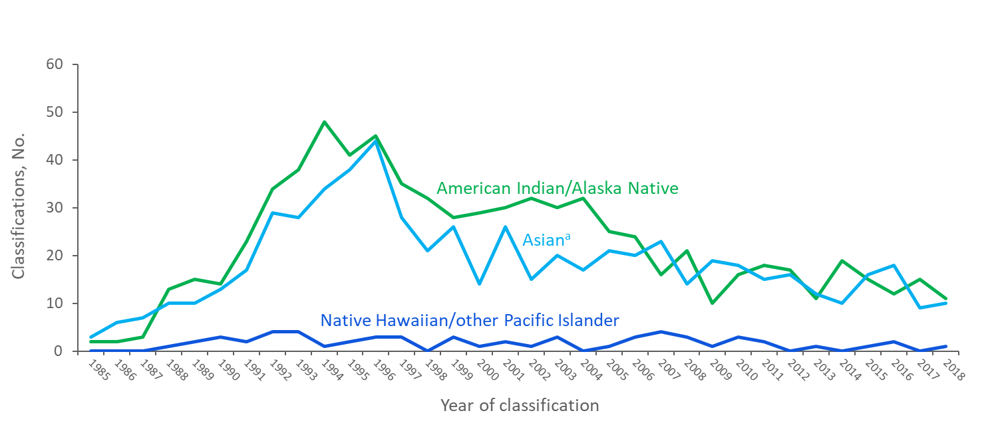 60
50
40
30
20
10
0
Classifications, No.
American Indian/Alaska Native
Asianᵃ
Native Hawaiian/other Pacific Islander
1985 1986 1987 1988 1989 1990 1991 1992 1993 1994 1995 1996 1997 1998 1999 2000 2001 2002 2003 2004 2005 2006 2007 2008 2009 2010 2011 2012 2013 2014 2015 2016 2017 2018
Year of classification